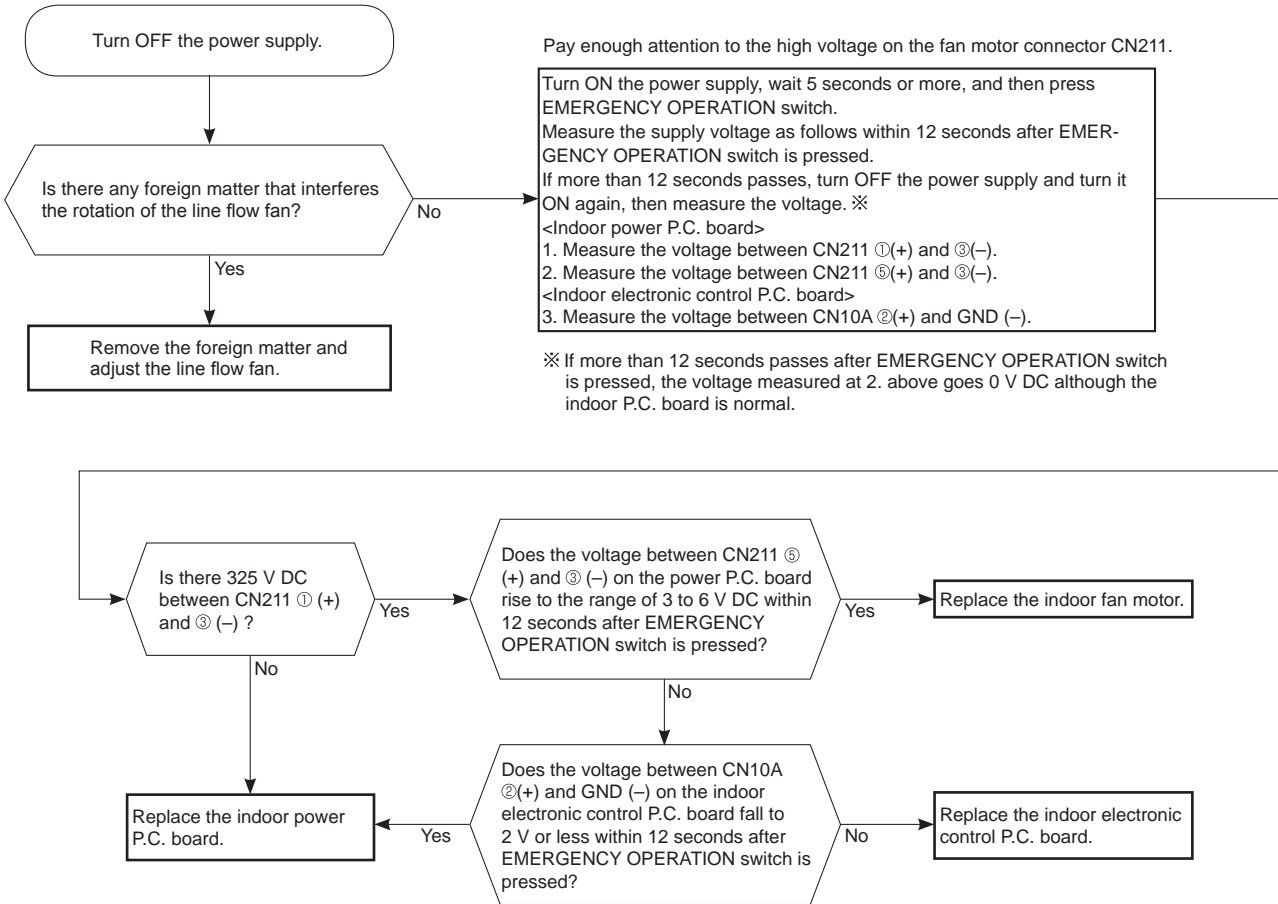 Turn OFF the power supply.
Is there any foreign matter that interferes
the rotation of the line flow fan?
No
Yes
Remove the foreign matter and
adjust the line flow fan.
Pay enough attention to the high voltage on the fan motor connector CN211.
Turn ON the power supply, wait 5 seconds or more, and then press
EMERGENCY OPERATION switch.
Measure the supply voltage as follows within 12 seconds after EMER-
GENCY OPERATION switch is pressed.
If more than 12 seconds passes, turn OFF the power supply and turn it
ON again, then measure the voltage. ※
<Indoor power P.C. board>
1. Measure the voltage between CN211 ①(+) and ③(–).
2. Measure the voltage between CN211 ⑤(+) and ③(–).
<Indoor electronic control P.C. board>
3. Measure the voltage between CN10A ②(+) and GND (–).
※ If more than 12 seconds passes after EMERGENCY OPERATION switch
is pressed, the voltage measured at 2. above goes 0 V DC although the
indoor P.C. board is normal.
Is there 325 V DC
between CN211 ① (+)
and ③ (–) ?
Yes
No
Does the voltage between CN211 ⑤
(+) and ③ (–) on the power P.C. board
rise to the range of 3 to 6 V DC within
12 seconds after EMERGENCY
OPERATION switch is pressed?
Yes
Replace the indoor fan motor.
No
Replace the indoor power
P.C. board.
Yes
Does the voltage between CN10A
②(+) and GND (–) on the indoor
electronic control P.C. board fall to
2 V or less within 12 seconds after
EMERGENCY OPERATION switch is
pressed?
No
Replace the indoor electronic
control P.C. board.